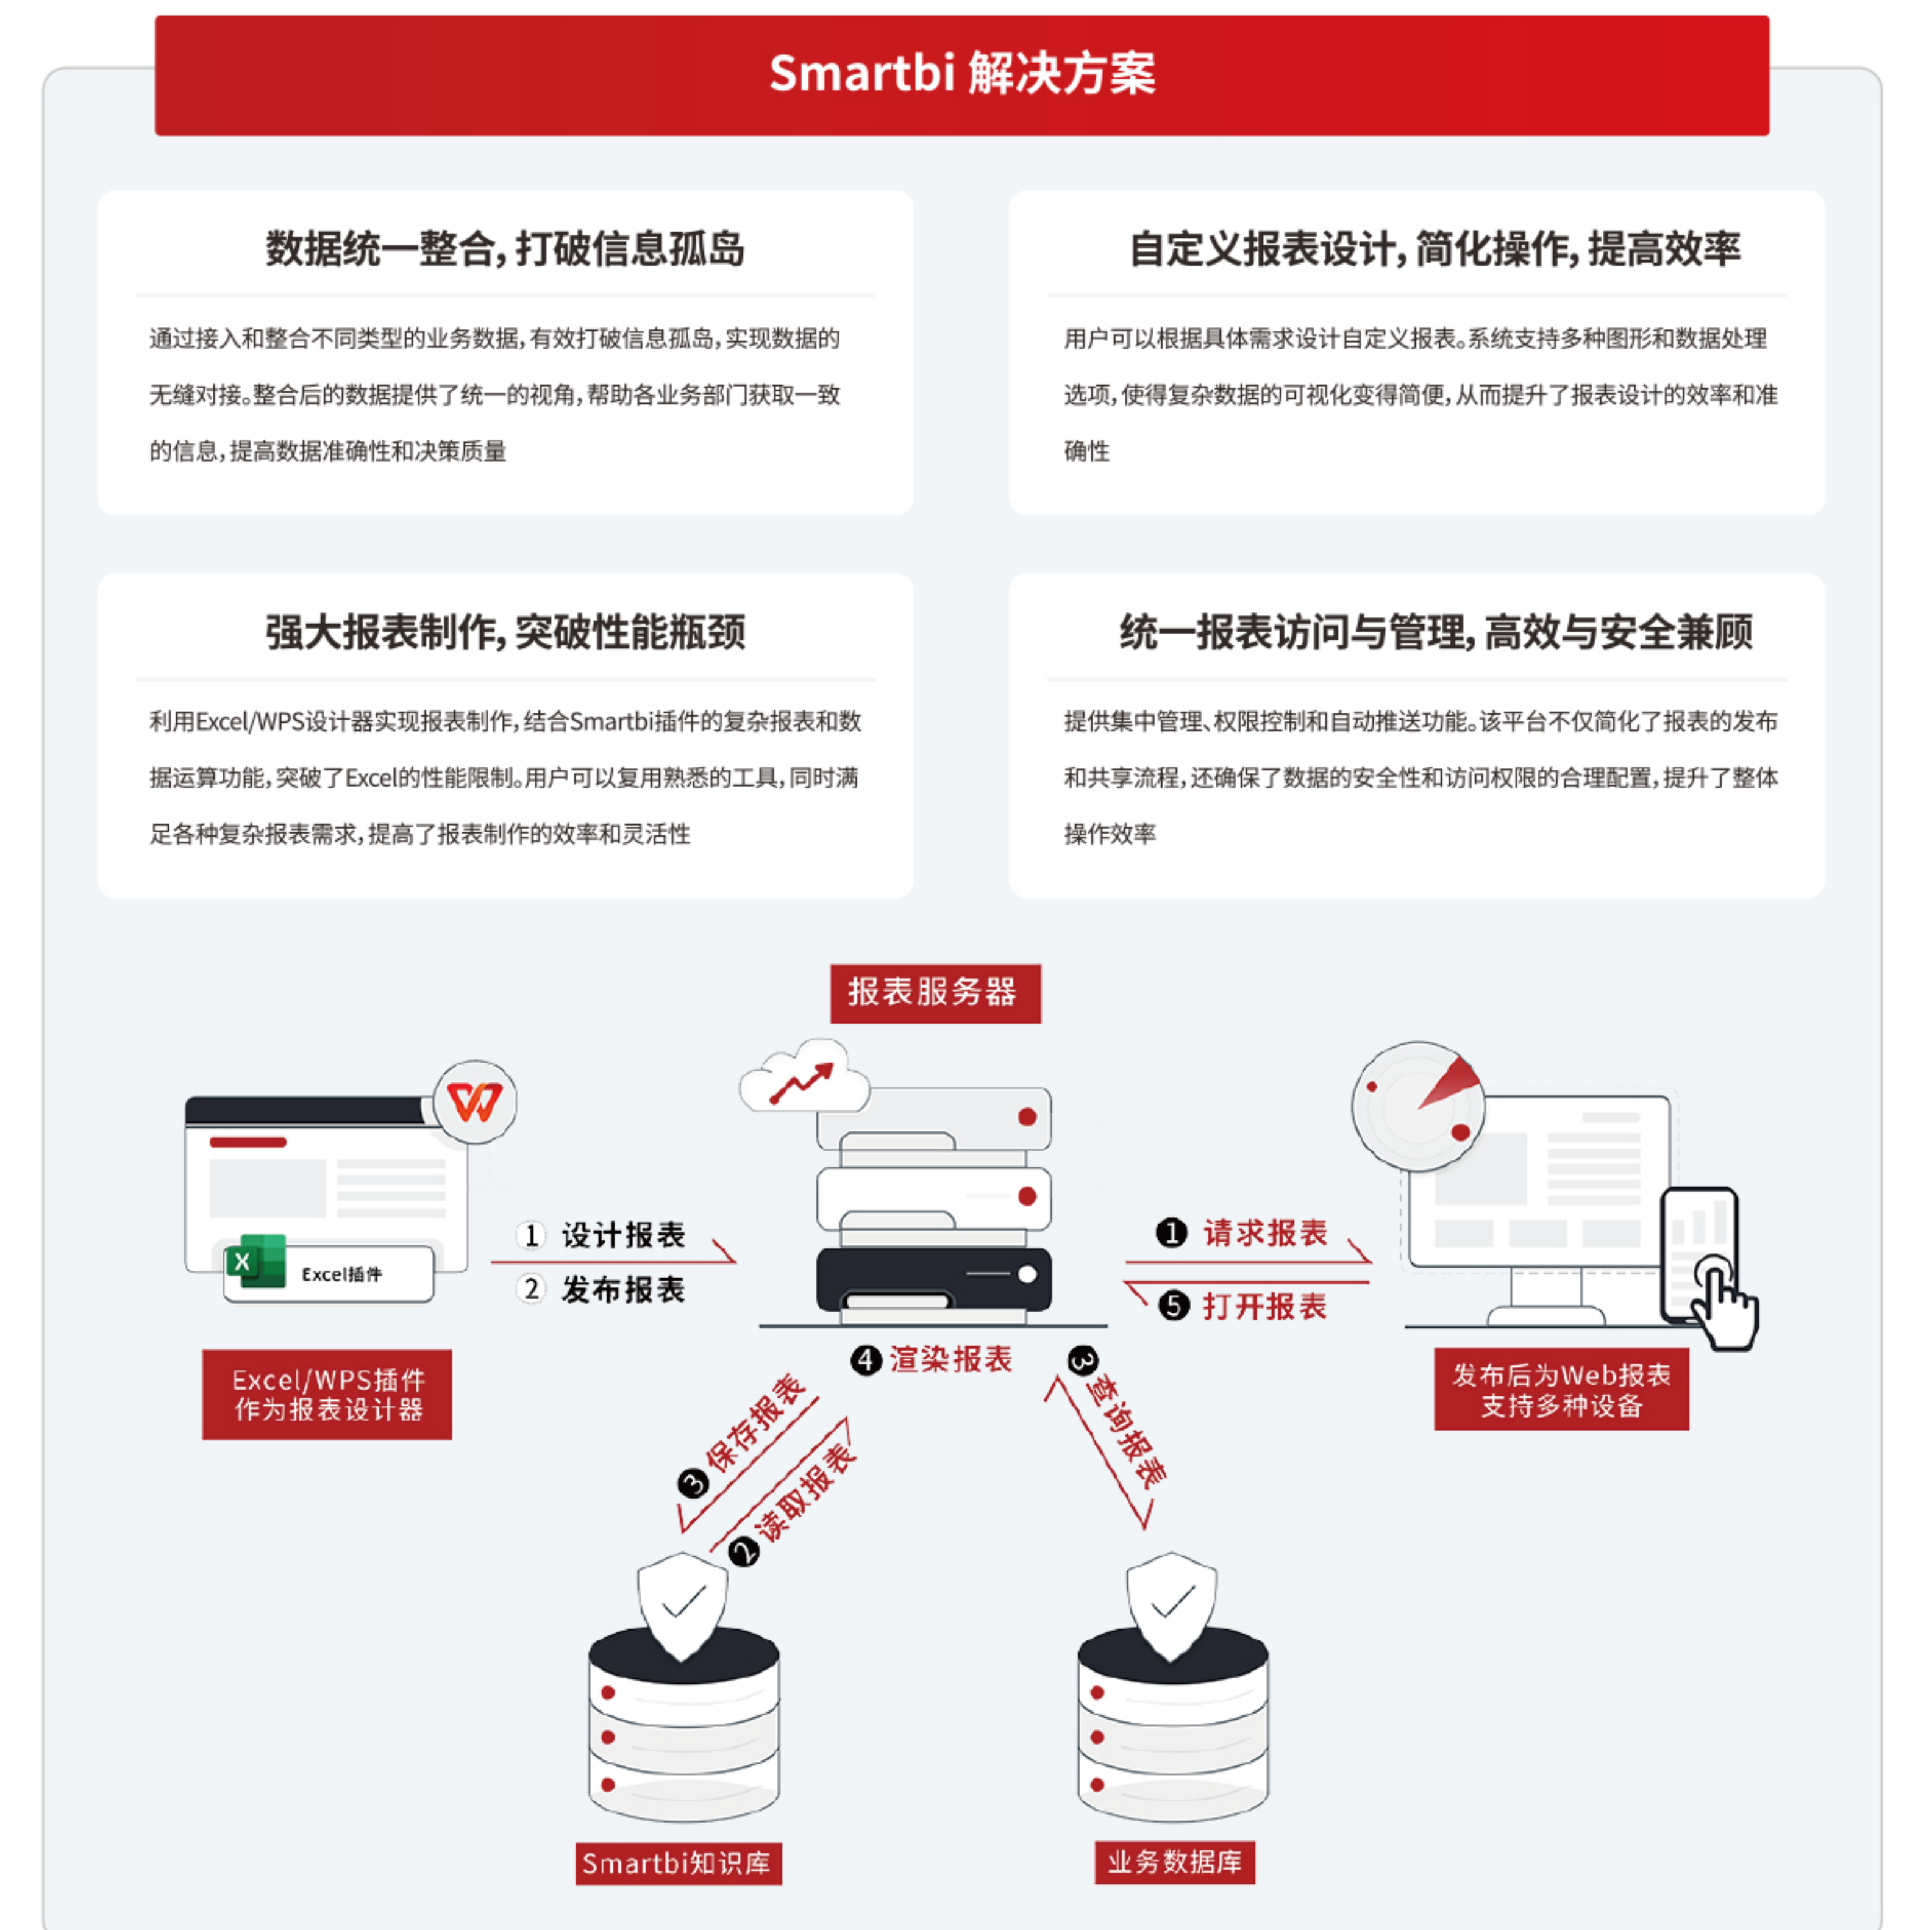 Smartbi 解决方案
数据统一整合，打破信息孤岛
通过接入和整合不同类型的业务数据，有效打破信息孤岛，实现数据的
无缝对接。整合后的数据提供了统一的视角，帮助各业务部门获取一致
的信息，提高数据准确性和决策质量
自定义报表设计，简化操作，提高效率
用户可以根据具体需求设计自定义报表。系统支持多种图形和数据处理
选项，使得复杂数据的可视化变得简便，从而提升了报表设计的效率和准
确性
强大报表制作，突破性能瓶颈
利用Excel/WPS设计器实现报表制作，结合Smartbi插件的复杂报表和数
据运算功能，突破了Excel的性能限制。用户可以复用熟悉的工具，同时满
足各种复杂报表需求，提高了报表制作的效率和灵活性
统一报表访问与管理，高效与安全兼顾
提供集中管理、权限控制和自动推送功能。该平台不仅简化了报表的发布
和共享流程，还确保了数据的安全性和访问权限的合理配置，提升了整体
操作效率
报表服务器
① 设计报表
② 发布报表
X
Excel插件
Excel/WPS插件
作为报表设计器
❶ 请求报表
❺ 打开报表
发布后为Web报表
支持多种设备
❹ 渲染报表
❸ 保存报表
❷ 读取报表
❸ 查询报表
Smartbi知识库
业务数据库